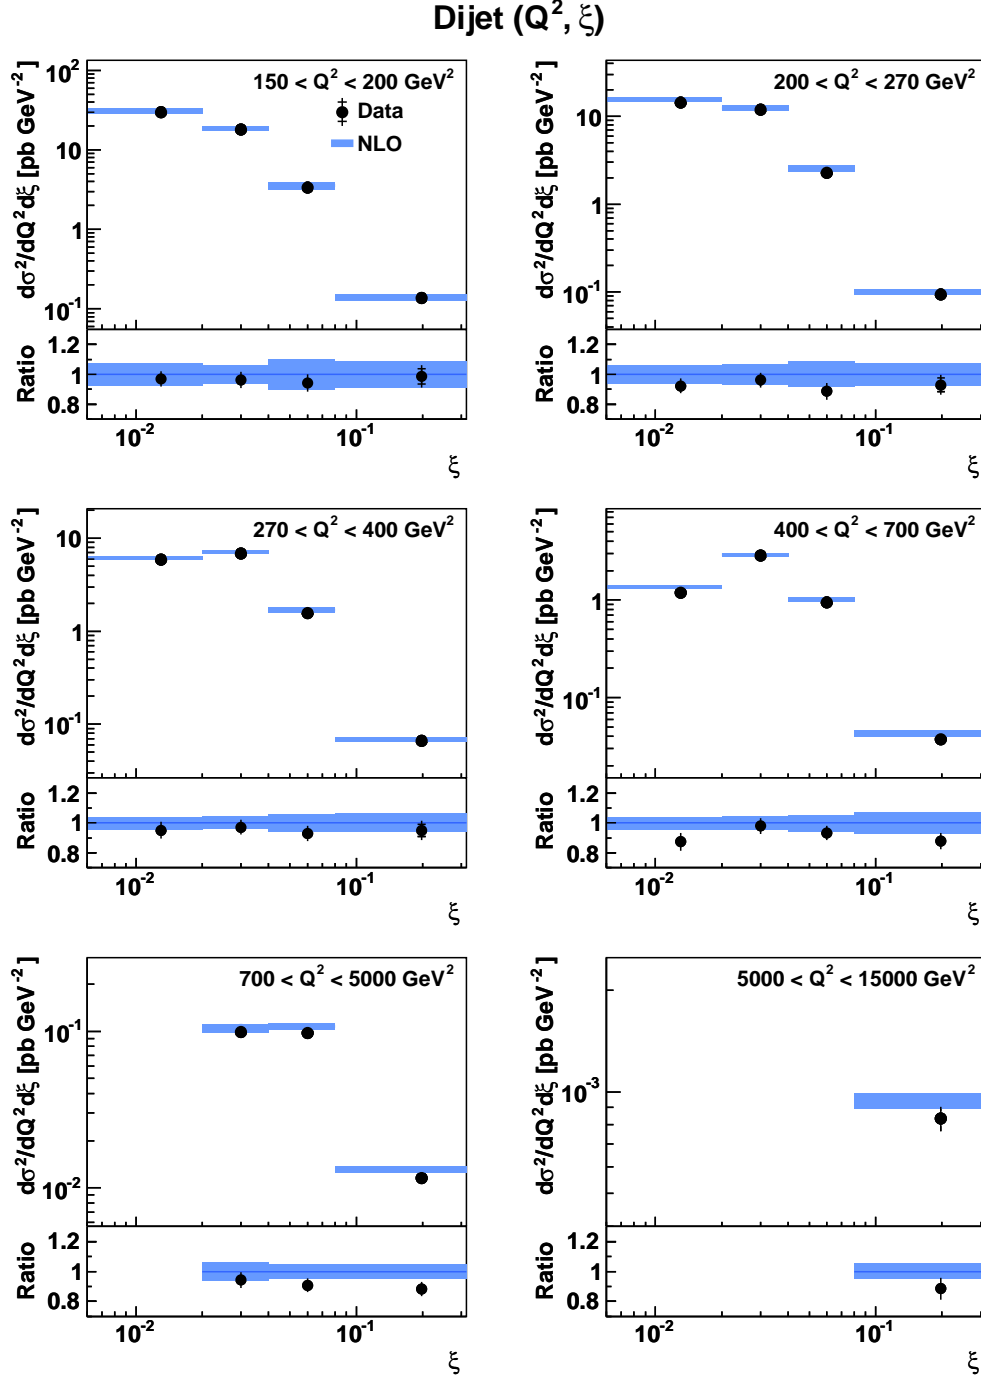 Dijet (Q², ξ)
150 < Q² < 200 GeV²
Data
NLO
dσ²/dQ²dξ [pb GeV⁻²]
10²
10
1
10⁻¹
Ratio
1.2
1
0.8
10⁻²
10⁻¹
ξ
200 < Q² < 270 GeV²
dσ²/dQ²dξ [pb GeV⁻²]
10
1
10⁻¹
Ratio
1.2
1
0.8
10⁻²
10⁻¹
ξ
270 < Q² < 400 GeV²
dσ²/dQ²dξ [pb GeV⁻²]
10
1
10⁻¹
Ratio
1.2
1
0.8
10⁻²
10⁻¹
ξ
400 < Q² < 700 GeV²
dσ²/dQ²dξ [pb GeV⁻²]
1
10⁻¹
Ratio
1.2
1
0.8
10⁻²
10⁻¹
ξ
700 < Q² < 5000 GeV²
dσ²/dQ²dξ [pb GeV⁻²]
10⁻¹
10⁻²
Ratio
1.2
1
0.8
10⁻²
10⁻¹
ξ
5000 < Q² < 15000 GeV²
dσ²/dQ²dξ [pb GeV⁻²]
10⁻³
Ratio
1.2
1
0.8
10⁻²
10⁻¹
ξ